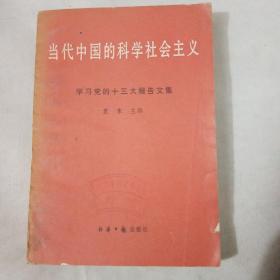 当代中国的科学社会主义
学习党的十三大报告文集
主编
出版社